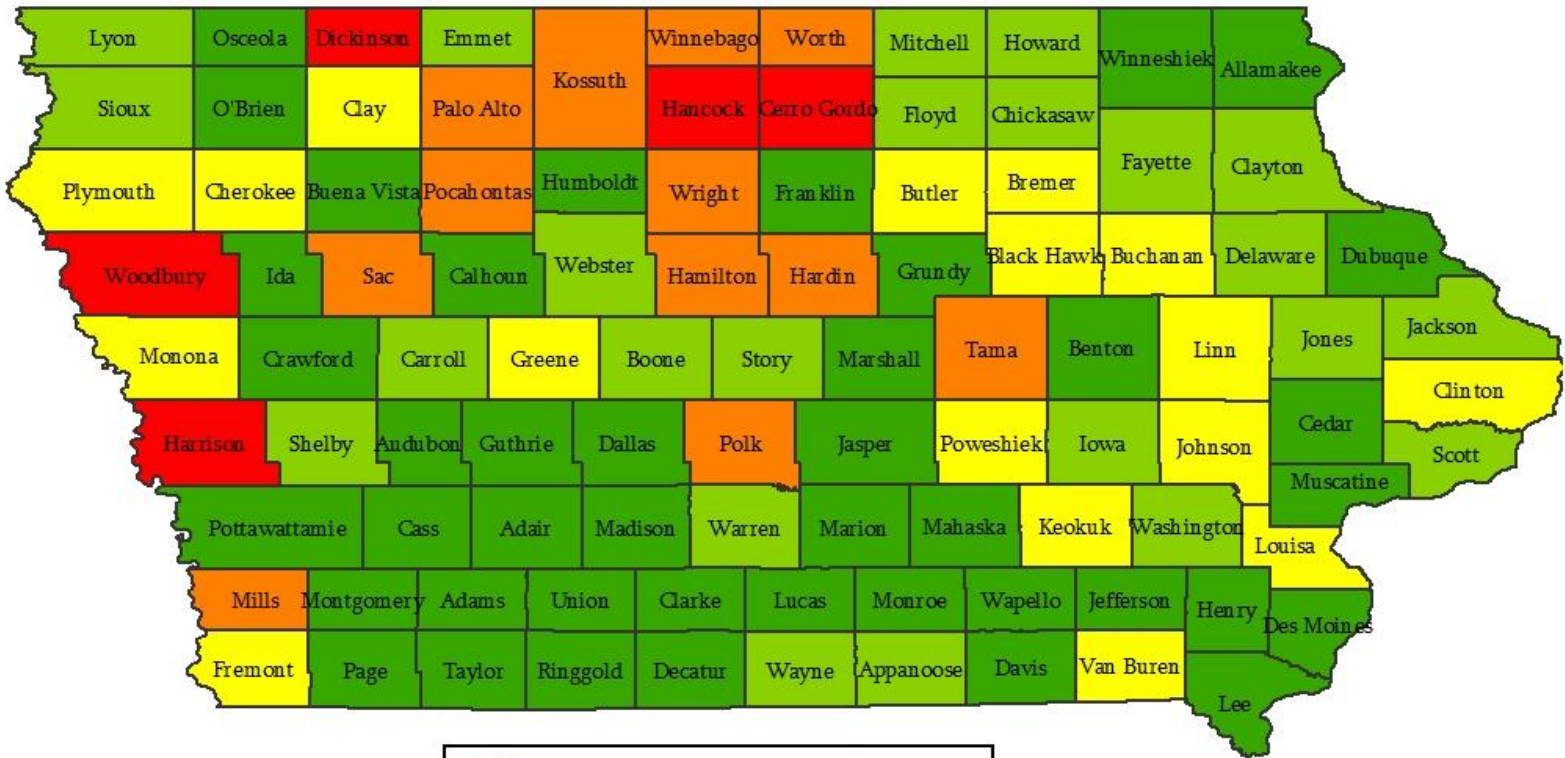 Lyon
Osceola
Dickinson
Emmet
Kossuth
Winnebago
Worth
Mitchell
Howard
Winneshiek
Allamakee
Sioux
O'Brien
Clay
Palo Alto
Hancock
Cerro Gordo
Floyd
Chickasaw
Fayette
Clayton
Plymouth
Cherokee
Buena Vista
Pocahontas
Humboldt
Wright
Franklin
Butler
Bremer
Woodbury
Ida
Sac
Calhoun
Webster
Hamilton
Hardin
Grundy
Black Hawk
Buchanan
Delaware
Dubuque
Monona
Crawford
Carroll
Greene
Boone
Story
Marshall
Tama
Benton
Linn
Jones
Jackson
Clinton
Harrison
Shelby
Audubon
Guthrie
Dallas
Polk
Jasper
Poweshiek
Iowa
Johnson
Cedar
Scott
Muscatine
Pottawattamie
Cass
Adair
Madison
Warren
Marion
Mahaska
Keokuk
Washington
Louisa
Mills
Montgomery
Adams
Union
Clarke
Lucas
Monroe
Wapello
Jefferson
Henry
Des Moines
Fremont
Page
Taylor
Ringgold
Decatur
Wayne
Appanoose
Davis
Van Buren
Lee